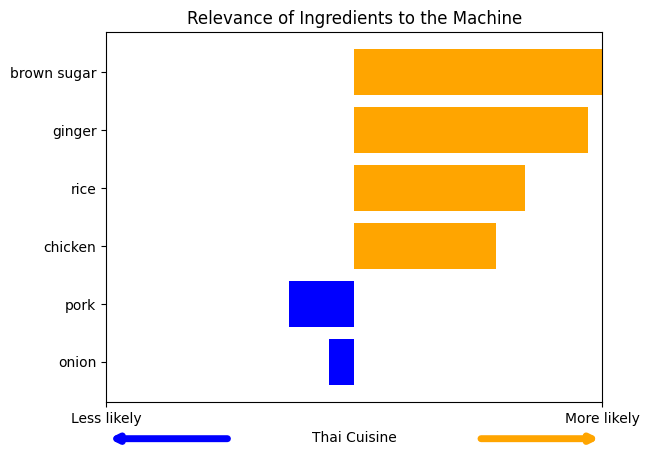 Relevance of Ingredients to the Machine
brown sugar
ginger
rice
chicken
pork
onion
Less likely
More likely
Thai Cuisine